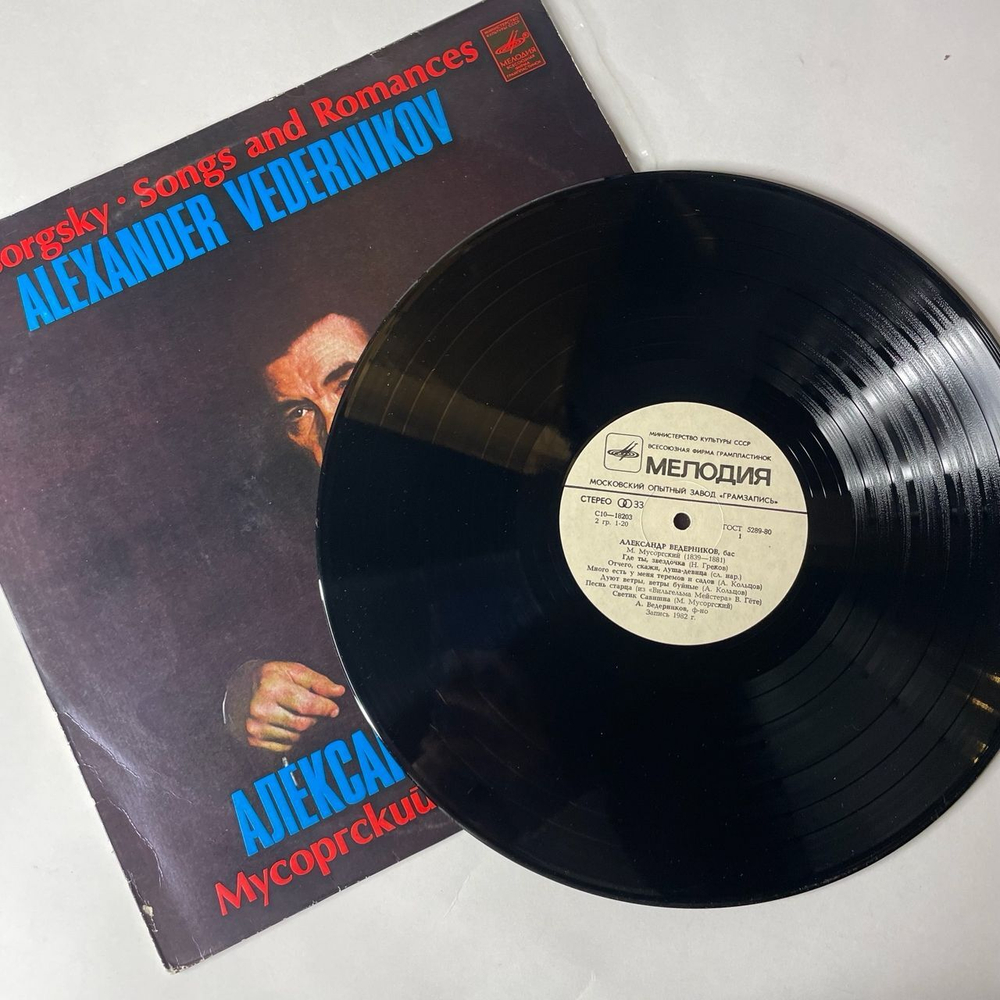 orgsky · Songs and Romances
ALEXANDER VEDERNIKOV
МЕЛОДИЯ
АЛЕКСА
Мусоргский
МИНИСТЕРСТВО КУЛЬТУРЫ СССР
ВСЕСОЮЗНАЯ ФИРМА ГРАМПЛАСТИНОК
МЕЛОДИЯ
МОСКОВСКИЙ ОПЫТНЫЙ ЗАВОД «ГРАМЗАПИСЬ»
СТЕРЕО 33
С10—18203
2 гр. 1-20
ГОСТ 5289-80
1
АЛЕКСАНДР ВЕДЕРНИКОВ, бас
М. Мусоргский (1839—1881)
Где ты, звездочка (Н. Греков)
Отчего, скажи, душа-девица (сл. нар.)
Много есть у меня теремов и садов (А. Кольцов)
Дуют ветры, ветры буйные (А. Кольцов)
Песнь старца (из «Вильгельма Мейстера» В. Гёте)
Светик Савишна (М. Мусоргский)
А. Ведерников, ф-но
Запись 1982 г.